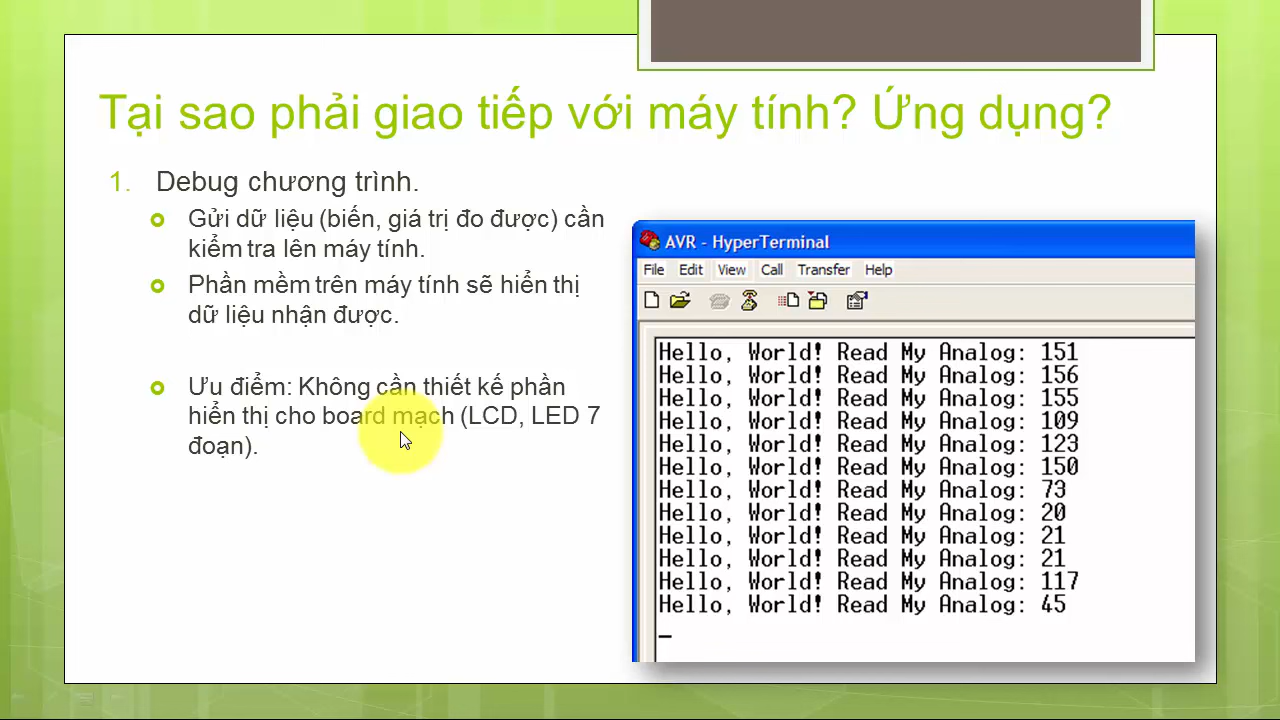 Tại sao phải giao tiếp với máy tính? Ứng dụng?
1. Debug chương trình.
Gửi dữ liệu (biến, giá trị đo được) cần
kiểm tra lên máy tính.
Phần mềm trên máy tính sẽ hiển thị
dữ liệu nhận được.
Ưu điểm: Không cần thiết kế phần
hiển thị cho board mạch (LCD, LED 7
đoạn).
AVR - HyperTerminal
File Edit View Call Transfer Help
Hello, World! Read My Analog: 151
Hello, World! Read My Analog: 156
Hello, World! Read My Analog: 155
Hello, World! Read My Analog: 109
Hello, World! Read My Analog: 123
Hello, World! Read My Analog: 150
Hello, World! Read My Analog: 73
Hello, World! Read My Analog: 20
Hello, World! Read My Analog: 21
Hello, World! Read My Analog: 21
Hello, World! Read My Analog: 117
Hello, World! Read My Analog: 45
_